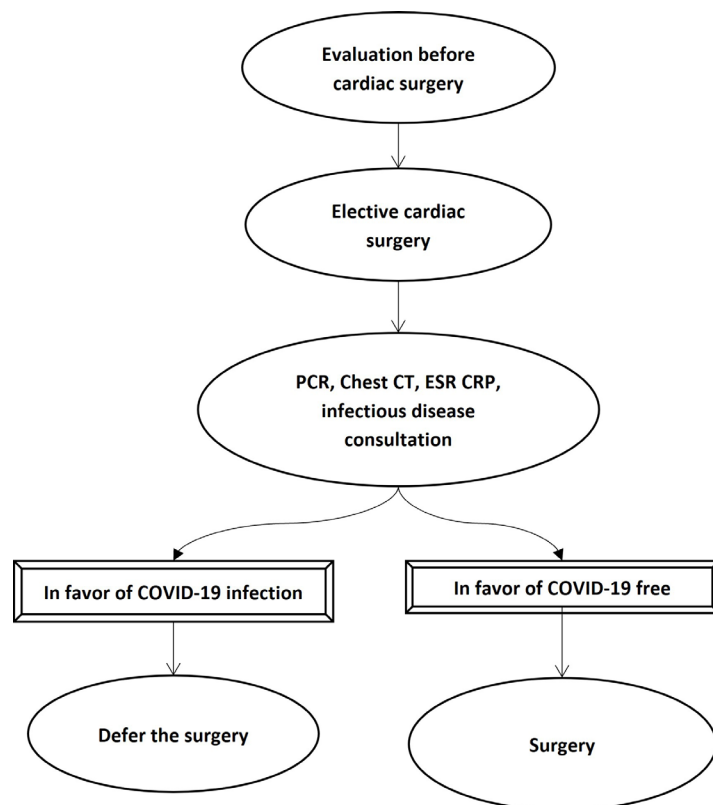 Evaluation before
cardiac surgery
Elective cardiac
surgery
PCR, Chest CT, ESR CRP,
infectious disease
consultation
In favor of COVID-19 infection
In favor of COVID-19 free
Defer the surgery
Surgery